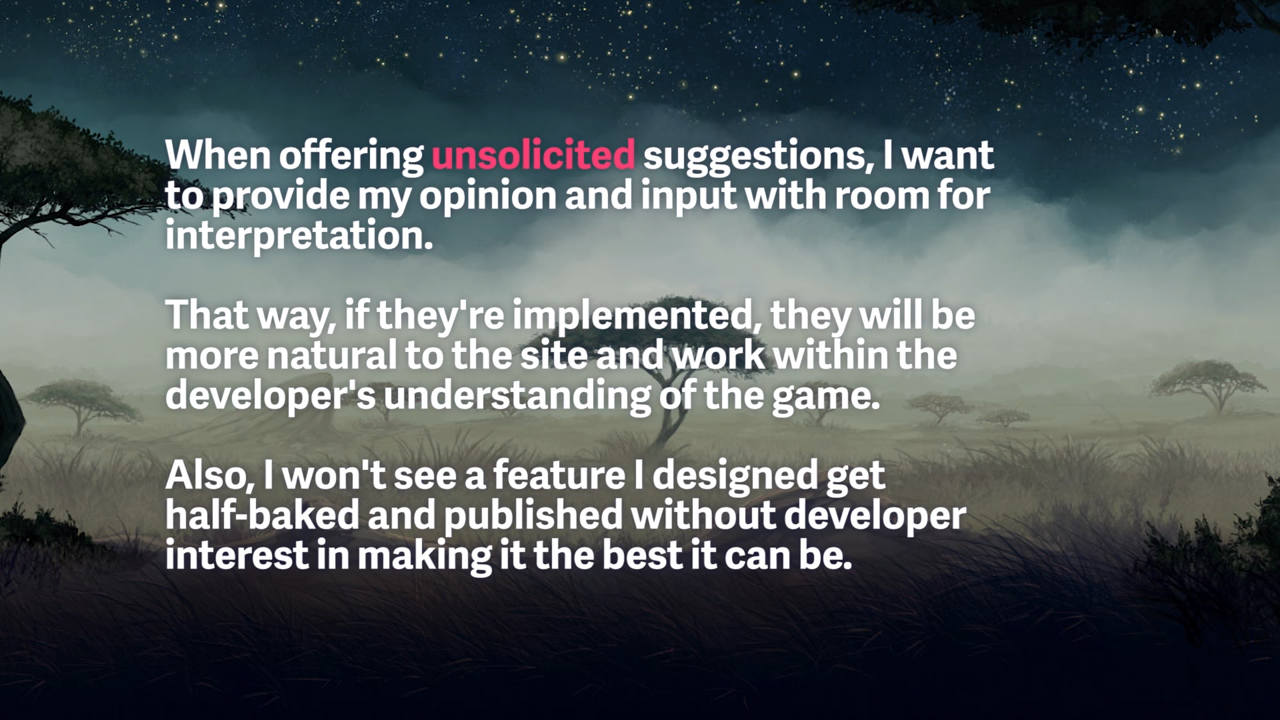 When offering unsolicited suggestions, I want
to provide my opinion and input with room for
interpretation.
That way, if they're implemented, they will be
more natural to the site and work within the
developer's understanding of the game.
Also, I won't see a feature I designed get
half-baked and published without developer
interest in making it the best it can be.